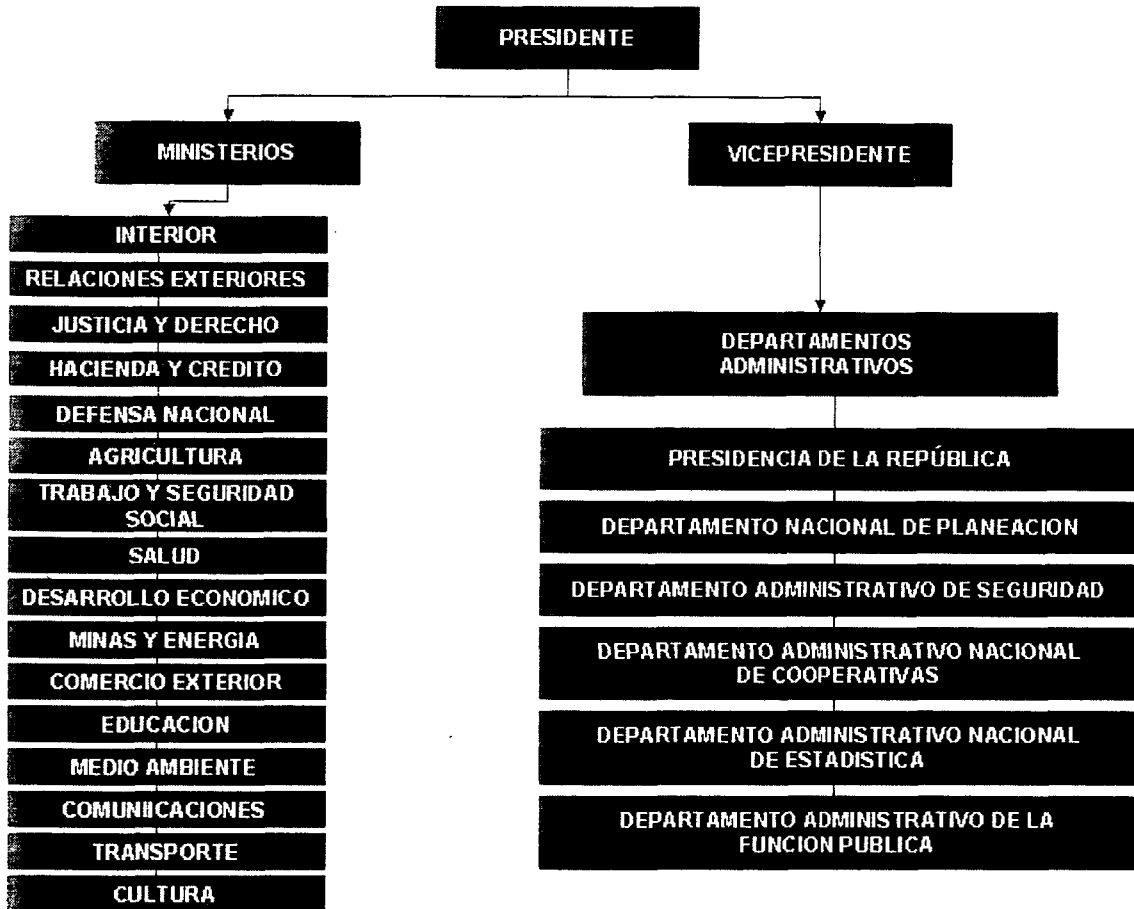 PRESIDENTE
MINISTERIOS
VICEPRESIDENTE
INTERIOR
RELACIONES EXTERIORES
JUSTICIA Y DERECHO
HACIENDA Y CREDITO
DEFENSA NACIONAL
AGRICULTURA
TRABAJO Y SEGURIDAD
SOCIAL
SALUD
DESARROLLO ECONOMICO
MINAS Y ENERGIA
COMERCIO EXTERIOR
EDUCACION
MEDIO AMBIENTE
COMUNIICACIONES
TRANSPORTE
CULTURA
DEPARTAMENTOS
ADMINISTRATIVOS
PRESIDENCIA DE LA REPÚBLICA
DEPARTAMENTO NACIONAL DE PLANEACION
DEPARTAMENTO ADMINISTRATIVO DE SEGURIDAD
DEPARTAMENTO ADMINISTRATIVO NACIONAL
DE COOPERATIVAS
DEPARTAMENTO ADMINISTRATIVO NACIONAL
DE ESTADISTICA
DEPARTAMENTO ADMINISTRATIVO DE LA
FUNCION PUBLICA